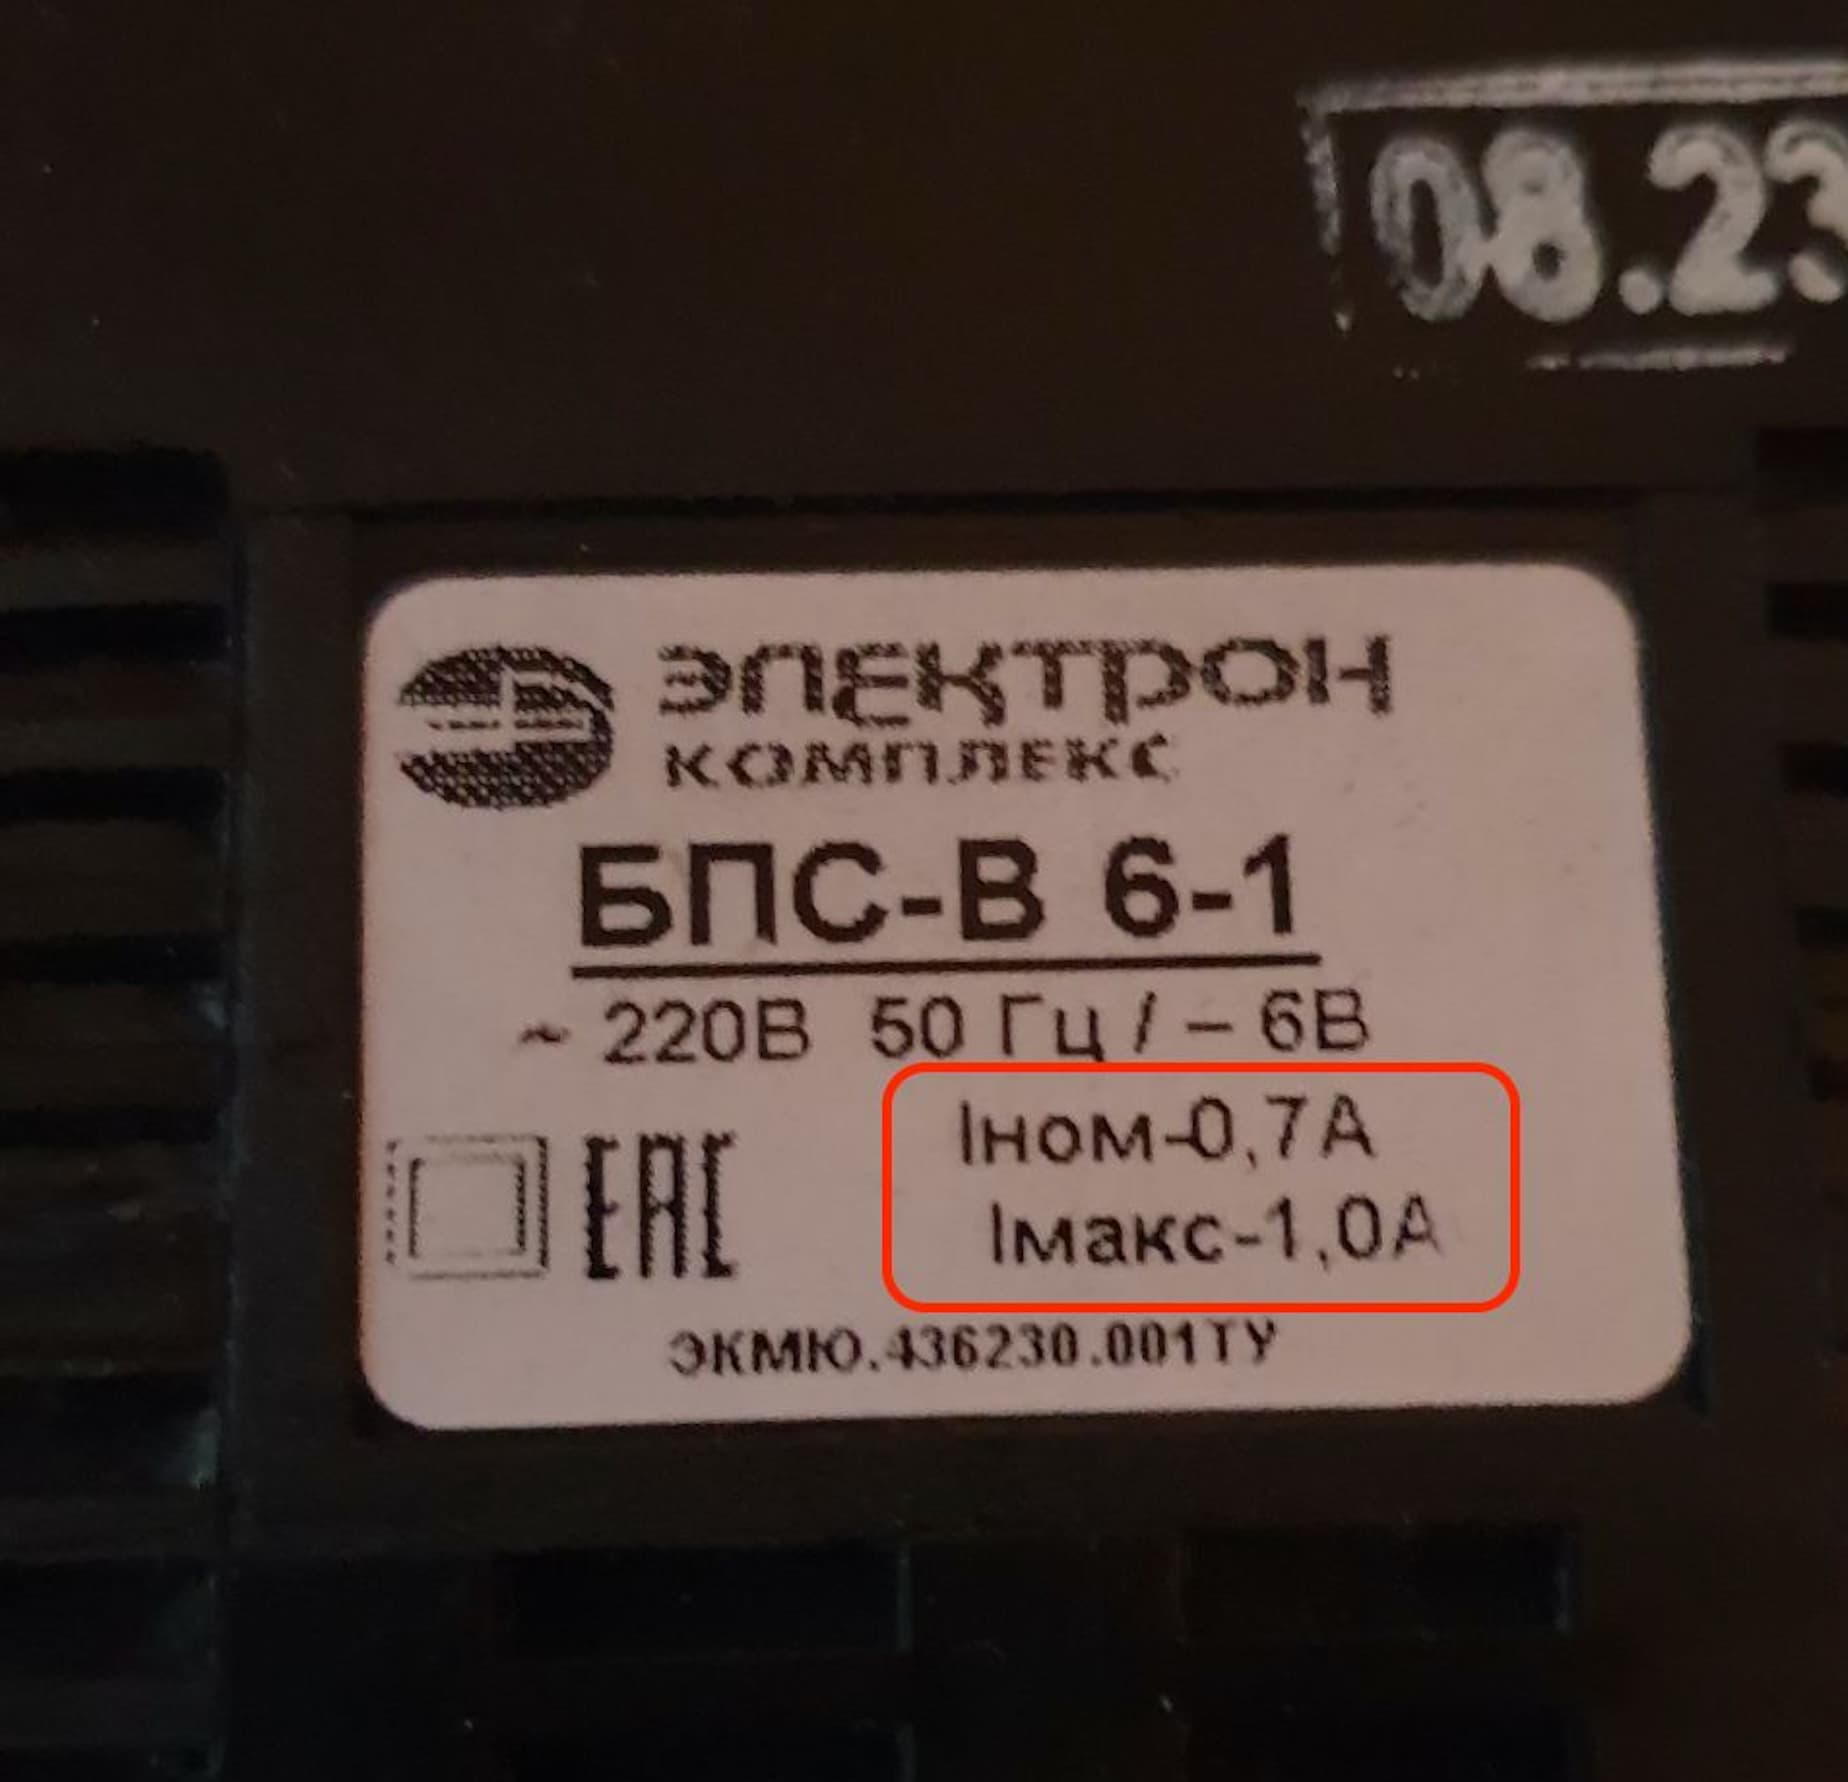 08.23
ЭЛЕКТРОН
КОМПЛЕКС
БПС-В 6-1
~ 220В 50 Гц / – 6В
Iном-0,7А
Iмакс-1,0А
ЕАС
ЭКМЮ.436230.001ТУ